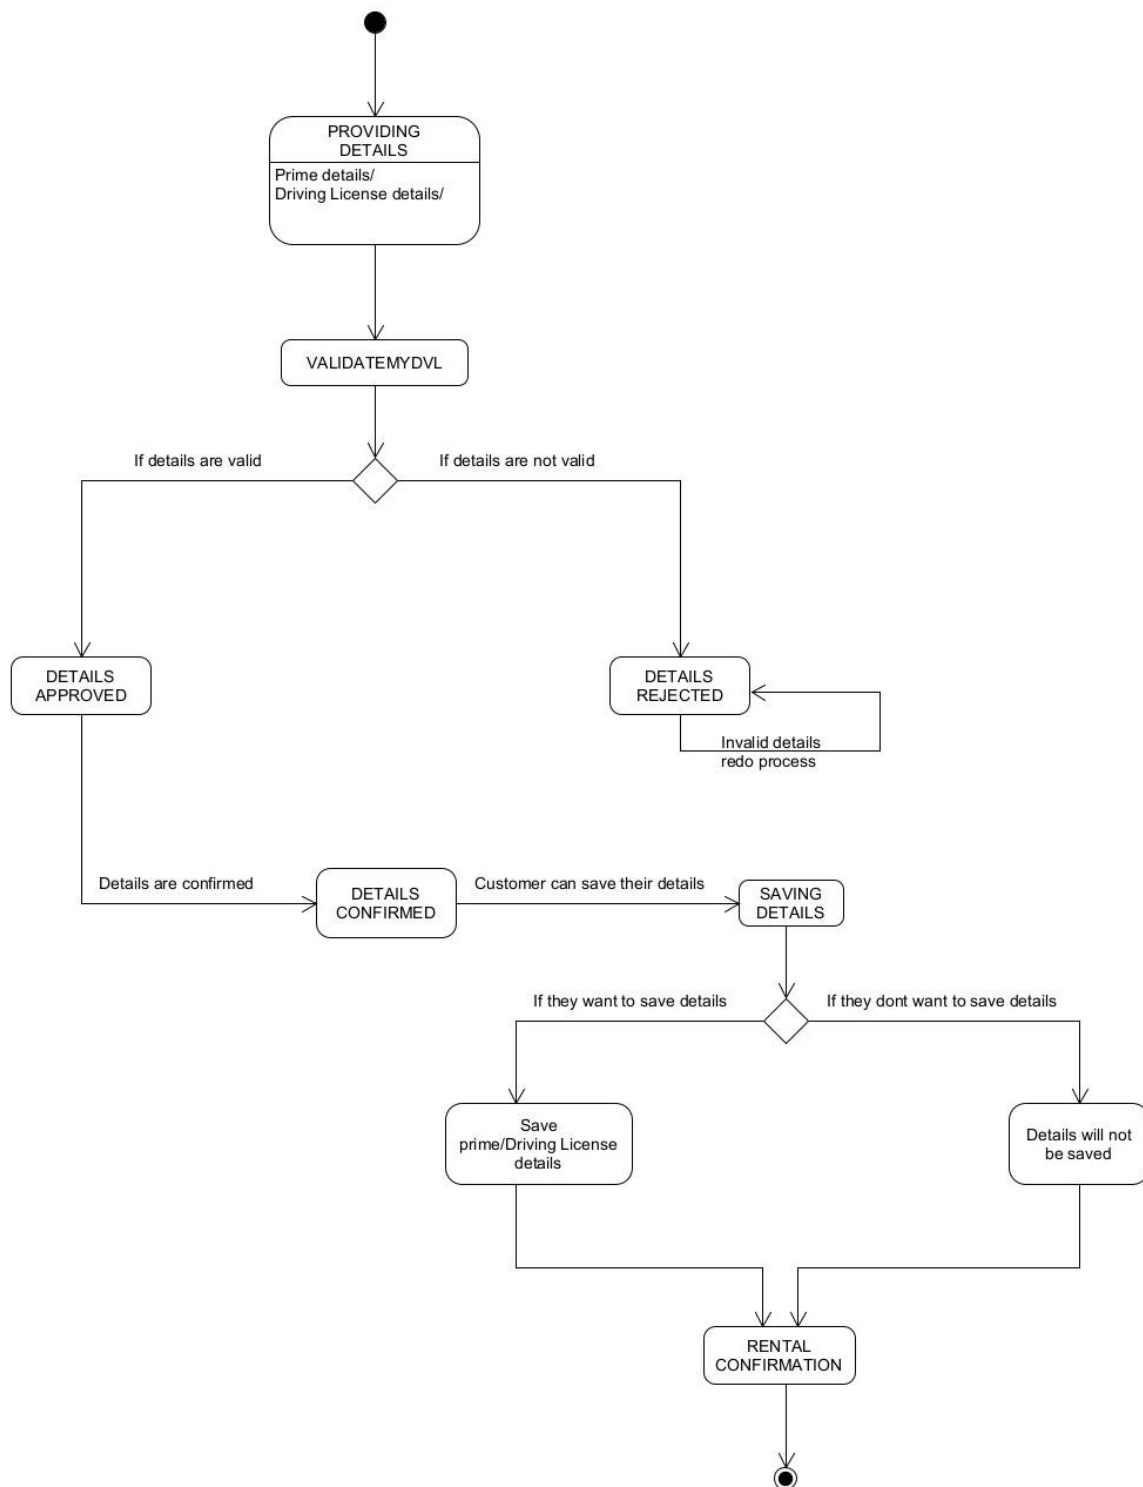 PROVIDING
DETAILS
Prime details/
Driving License details/
VALIDATEMYDVL
If details are valid
If details are not valid
DETAILS
APPROVED
DETAILS
REJECTED
Invalid details
redo process
Details are confirmed
DETAILS
CONFIRMED
Customer can save their details
SAVING
DETAILS
If they want to save details
If they dont want to save details
Save
prime/Driving License
details
Details will not
be saved
RENTAL
CONFIRMATION